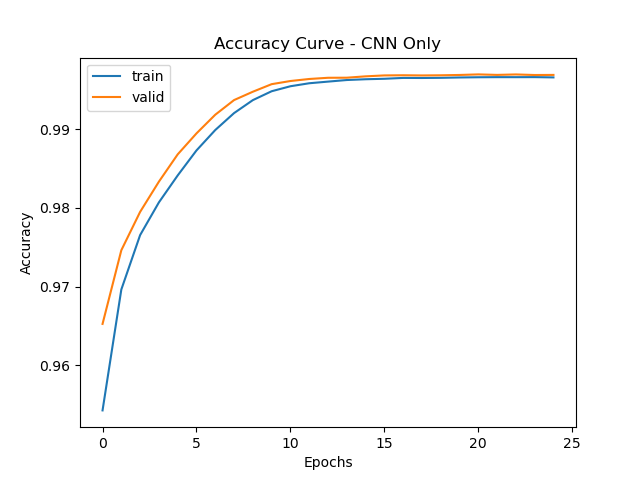 Accuracy Curve - CNN Only
train
valid
0.99
0.98
0.97
0.96
Accuracy
0 5 10 15 20 25
Epochs